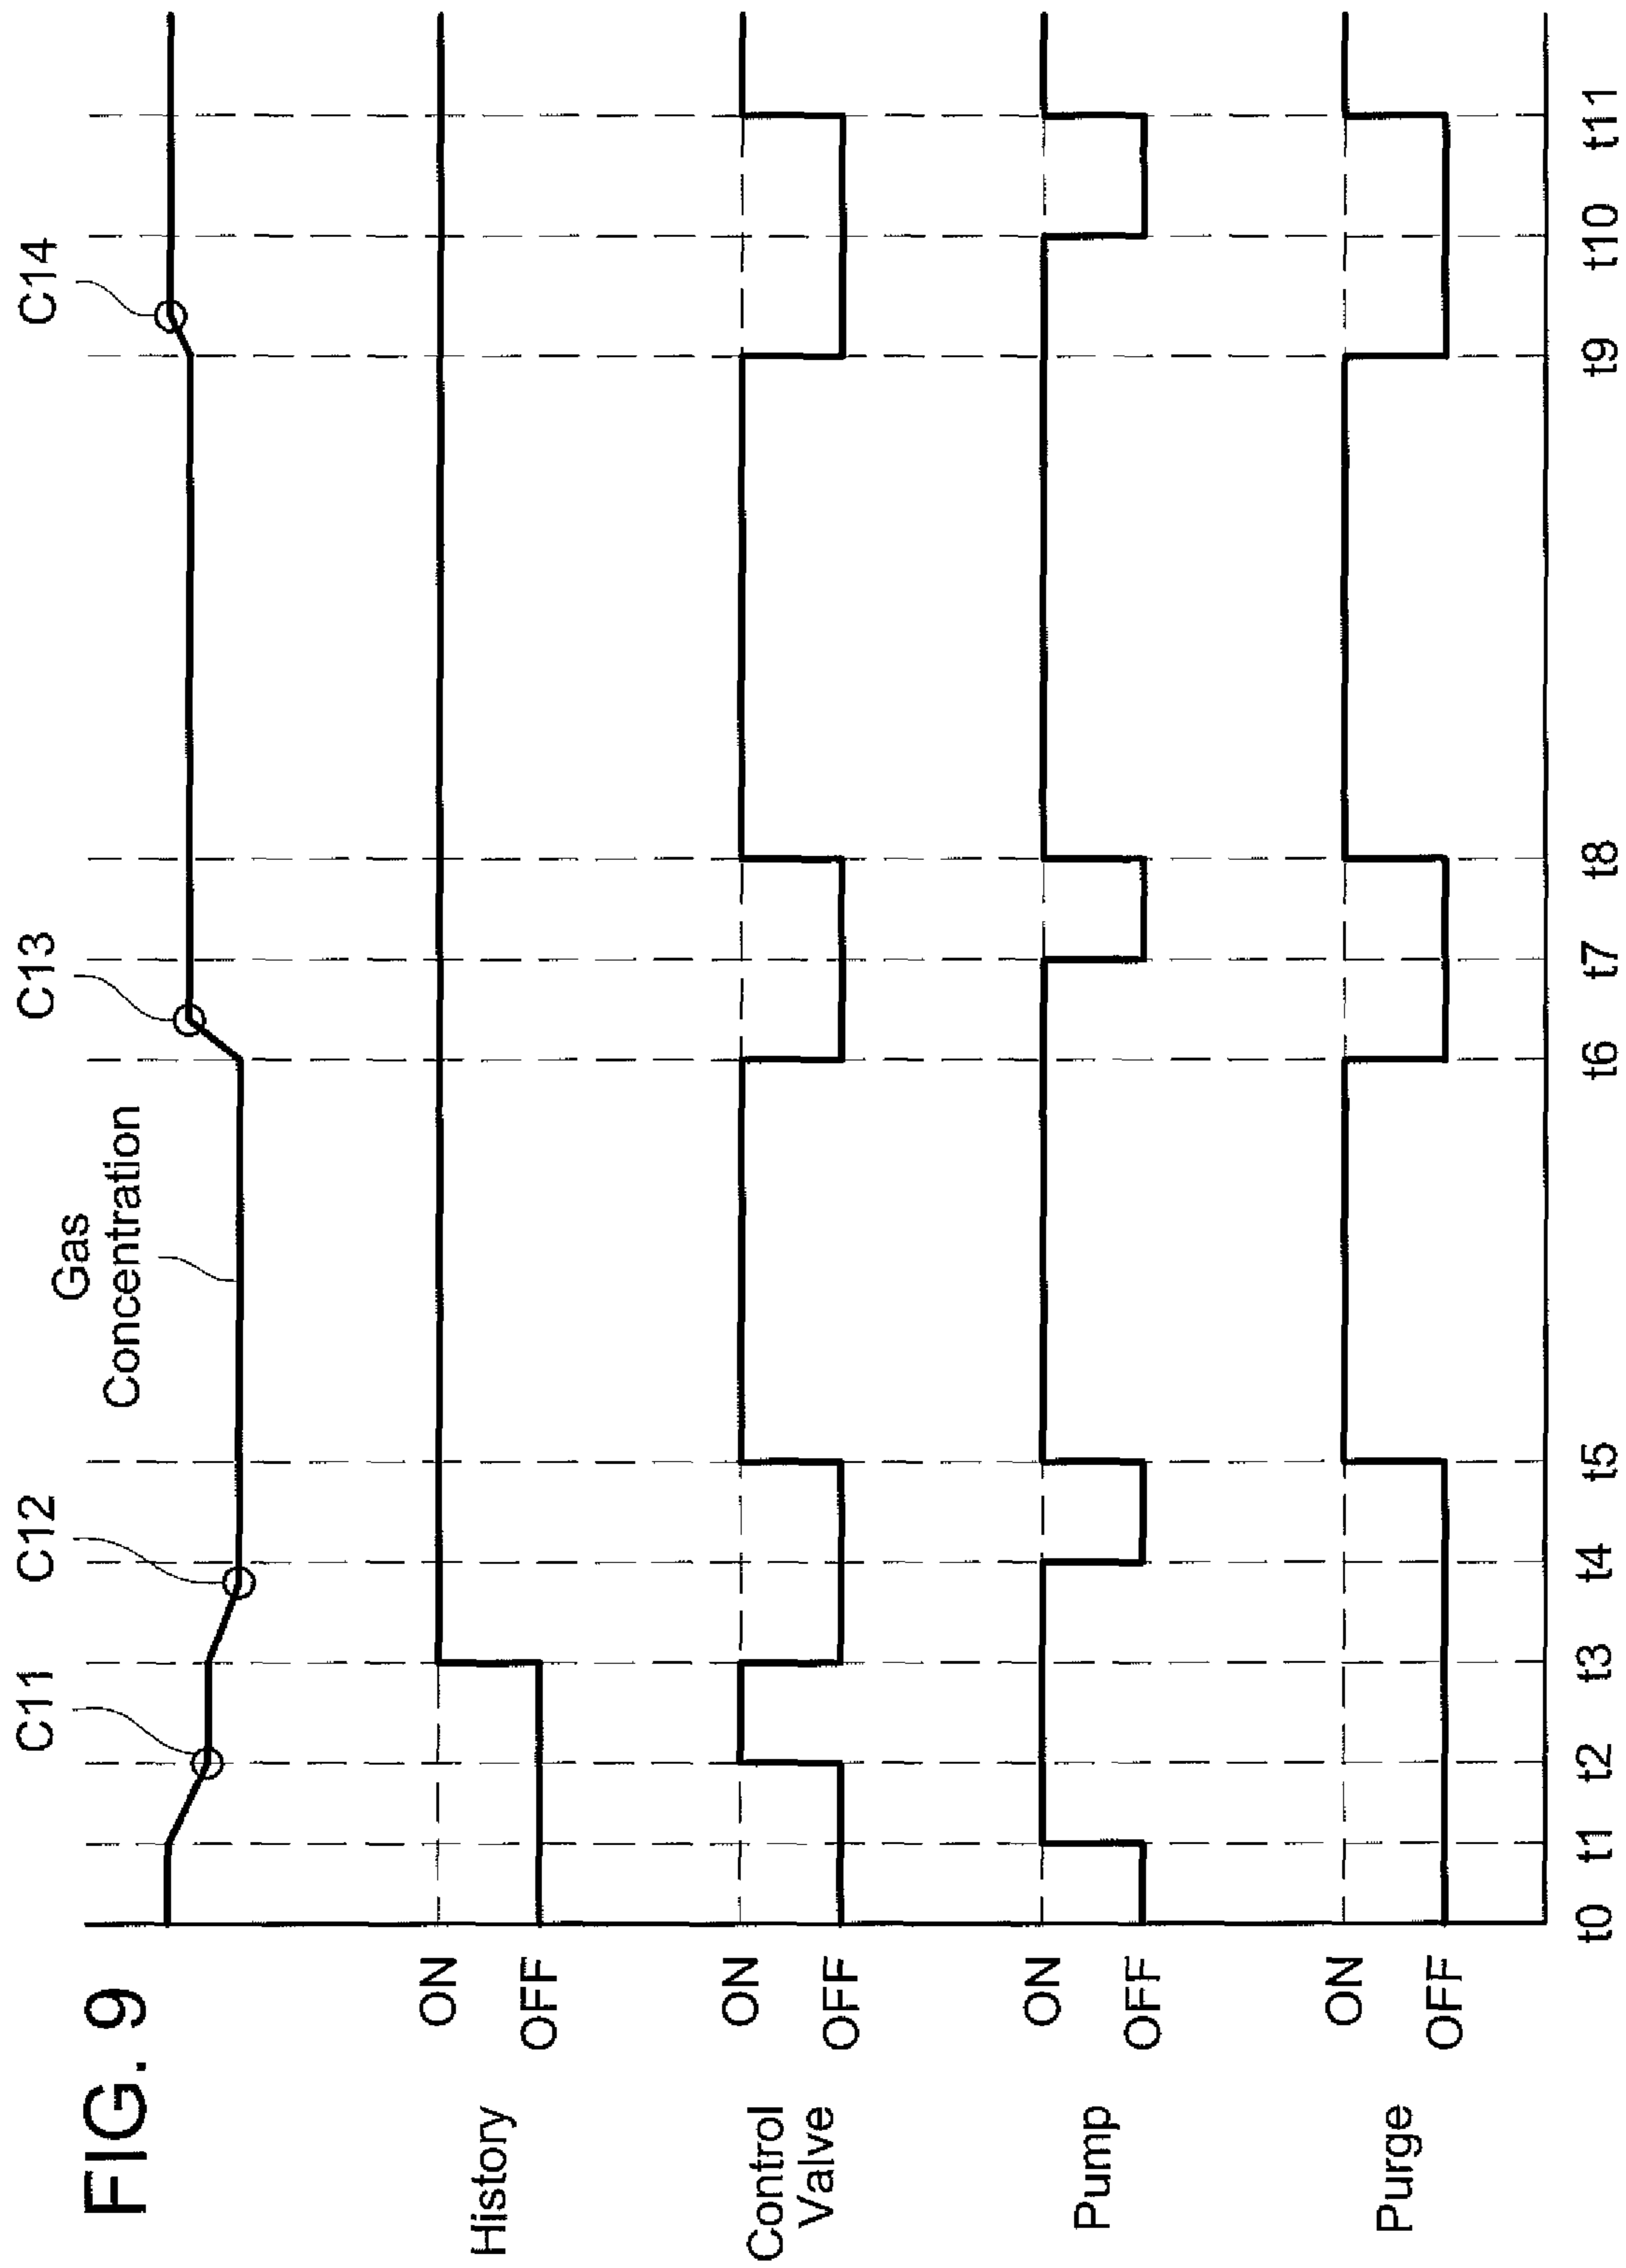 FIG. 9
C11
C12
C13
C14
Gas
Concentration
History
ON
OFF
Control
Valve
ON
OFF
Pump
ON
OFF
Purge
ON
OFF
t0 t1 t2 t3 t4 t5 t6 t7 t8 t9 t10 t11